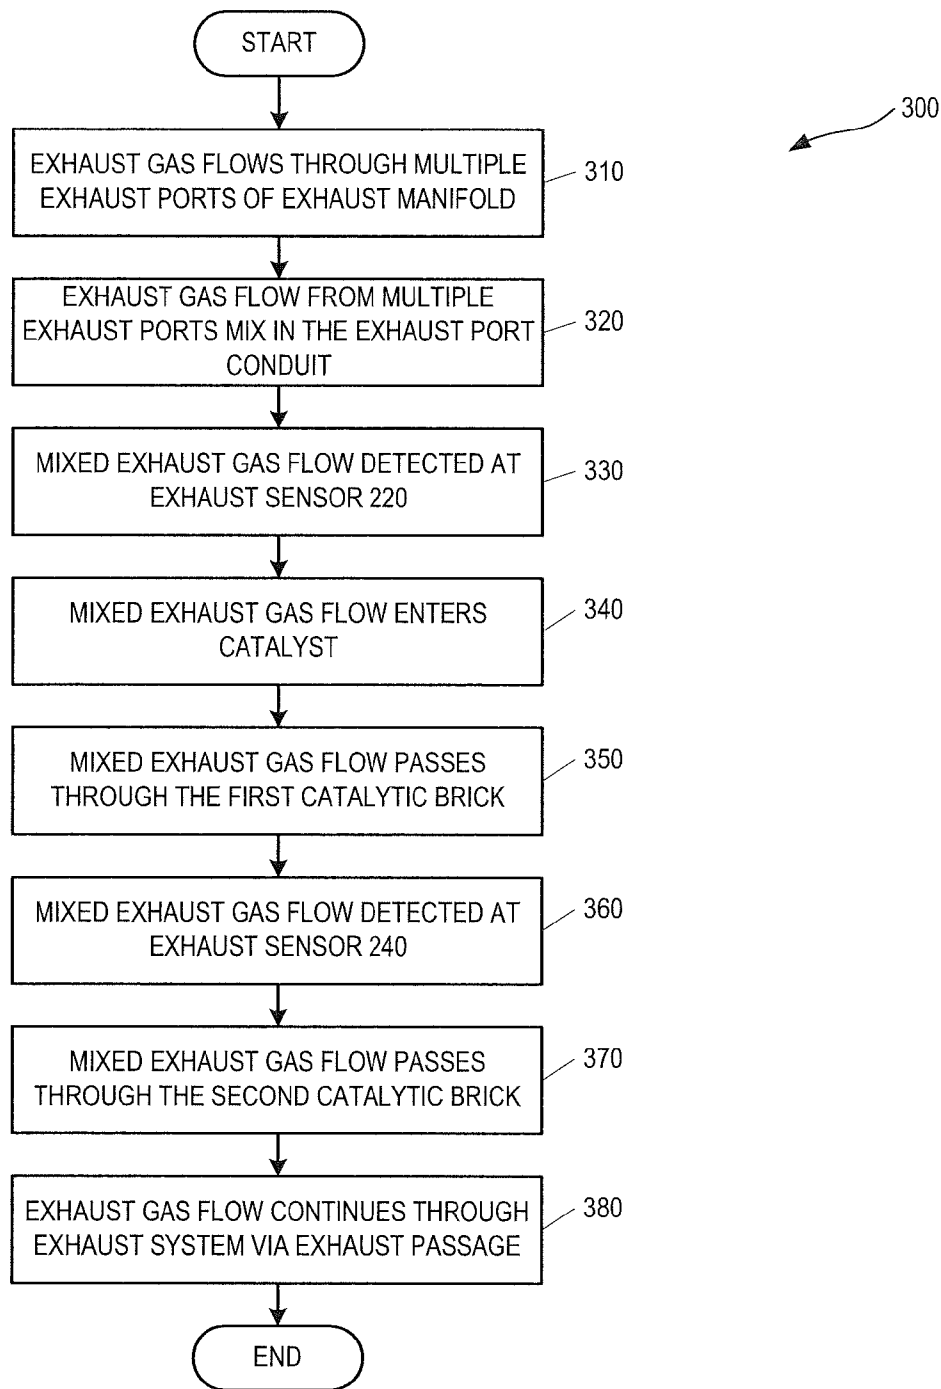 START
300
EXHAUST GAS FLOWS THROUGH MULTIPLE
EXHAUST PORTS OF EXHAUST MANIFOLD
310
EXHAUST GAS FLOW FROM MULTIPLE
EXHAUST PORTS MIX IN THE EXHAUST PORT
CONDUIT
320
MIXED EXHAUST GAS FLOW DETECTED AT
EXHAUST SENSOR 220
330
MIXED EXHAUST GAS FLOW ENTERS
CATALYST
340
MIXED EXHAUST GAS FLOW PASSES
THROUGH THE FIRST CATALYTIC BRICK
350
MIXED EXHAUST GAS FLOW DETECTED AT
EXHAUST SENSOR 240
360
MIXED EXHAUST GAS FLOW PASSES
THROUGH THE SECOND CATALYTIC BRICK
370
EXHAUST GAS FLOW CONTINUES THROUGH
EXHAUST SYSTEM VIA EXHAUST PASSAGE
380
END